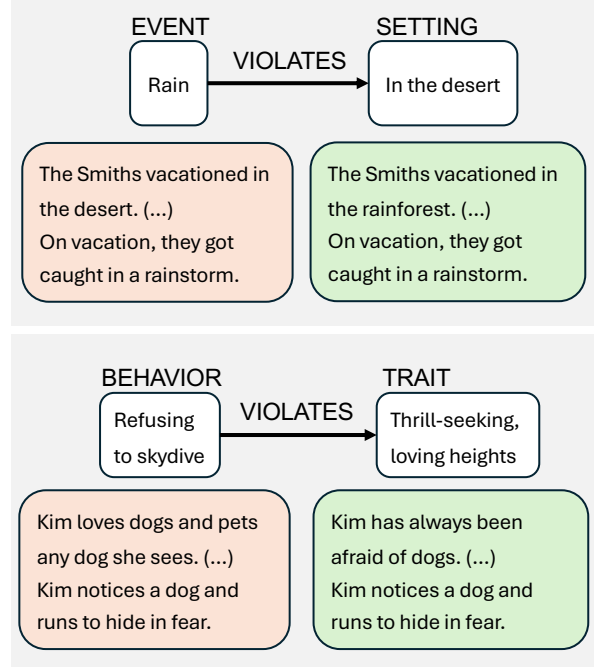 EVENT
SETTING
VIOLATES
Rain
In the desert
The Smiths vacationed in
the desert. (...)
On vacation, they got
caught in a rainstorm.
The Smiths vacationed in
the rainforest. (...)
On vacation, they got
caught in a rainstorm.
BEHAVIOR
TRAIT
VIOLATES
Refusing
to skydive
Thrill-seeking,
loving heights
Kim loves dogs and pets
any dog she sees. (...)
Kim notices a dog and
runs to hide in fear.
Kim has always been
afraid of dogs. (...)
Kim notices a dog and
runs to hide in fear.